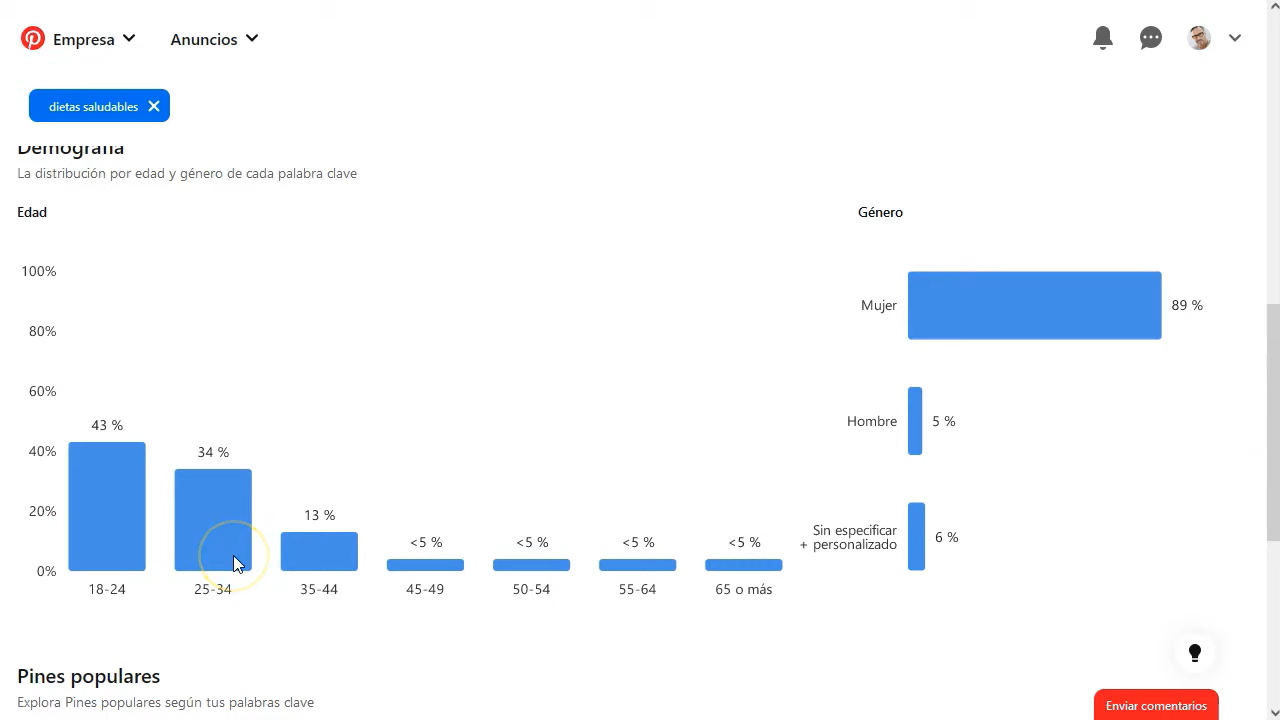 Empresa
Anuncios
dietas saludables
Demografía
La distribución por edad y género de cada palabra clave
Edad
Género
100%
80%
60%
40%
20%
0%
43 %
34 %
13 %
<5 %
<5 %
<5 %
<5 %
18-24
25-34
35-44
45-49
50-54
55-64
65 o más
Mujer
89 %
Hombre
5 %
Sin especificar
+ personalizado
6 %
Pines populares
Explora Pines populares según tus palabras clave
Enviar comentarios